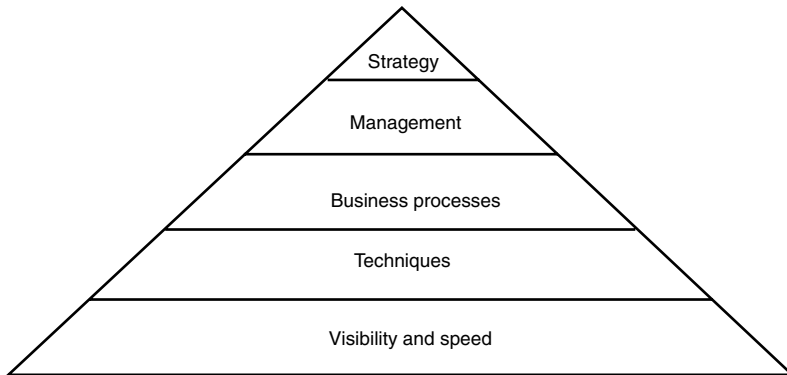 Strategy
Management
Business processes
Techniques
Visibility and speed